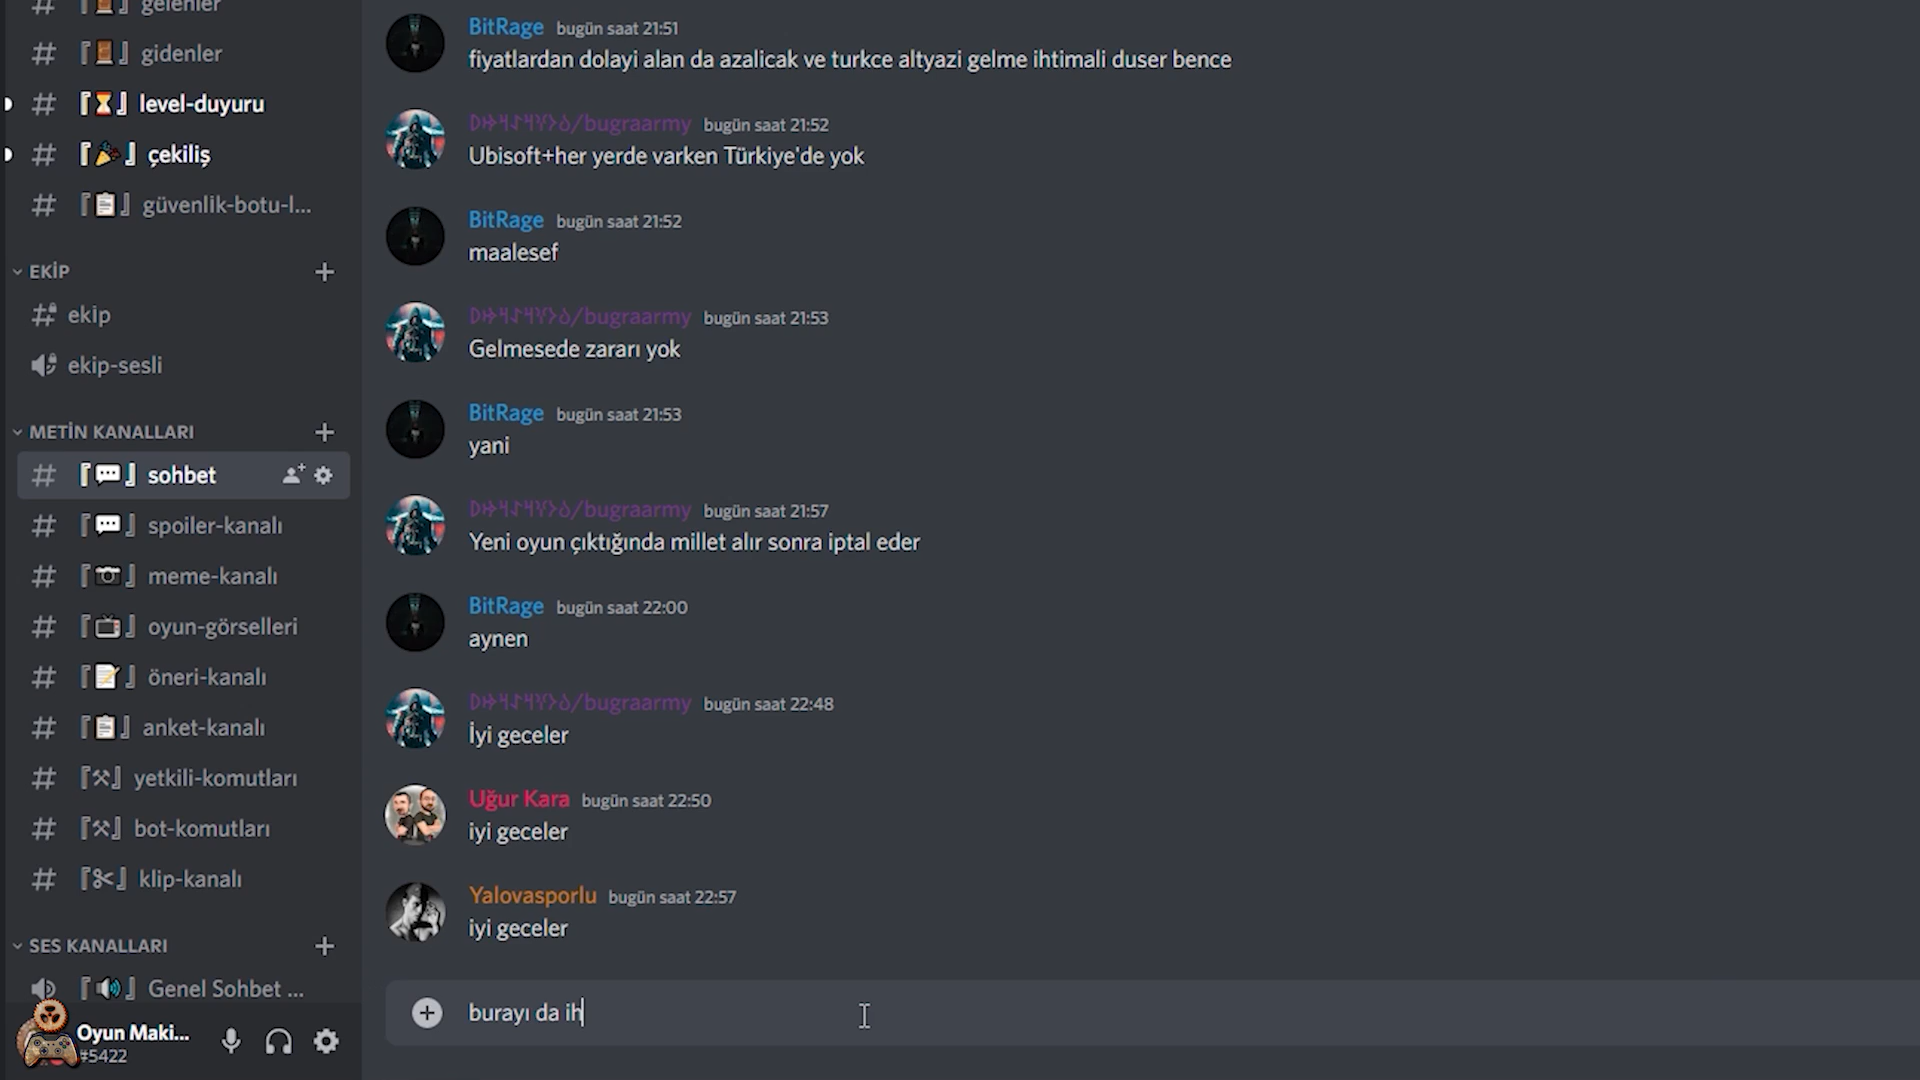 gelenler
gidenler
level-duyuru
çekiliş
güvenlik-botu-l...
EKİP
ekip
ekip-sesli
METİN KANALLARI
sohbet
spoiler-kanalı
meme-kanalı
oyun-görselleri
öneri-kanalı
anket-kanalı
yetkili-komutları
bot-komutları
klip-kanalı
SES KANALLARI
Genel Sohbet ...
Oyun Maki...
#5422
BitRage bugün saat 21:51
fiyatlardan dolayi alan da azalicak ve turkce altyazi gelme ihtimali duser bence
/bugraarmy bugün saat 21:52
Ubisoft+her yerde varken Türkiye'de yok
BitRage bugün saat 21:52
maalesef
/bugraarmy bugün saat 21:53
Gelmesede zararı yok
BitRage bugün saat 21:53
yani
/bugraarmy bugün saat 21:57
Yeni oyun çıktığında millet alır sonra iptal eder
BitRage bugün saat 22:00
aynen
/bugraarmy bugün saat 22:48
İyi geceler
Uğur Kara bugün saat 22:50
iyi geceler
Yalovasporlu bugün saat 22:57
iyi geceler
burayı da ih